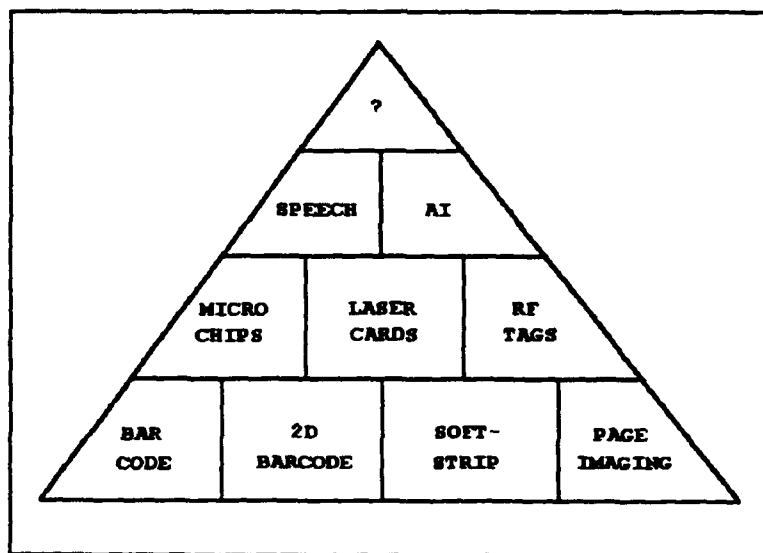 ?
SPEECH
AI
MICRO
CHIPS
LASER
CARDS
RF
TAGS
BAR
CODE
2D
BARCODE
SOFT-
STRIP
PAGE
IMAGING